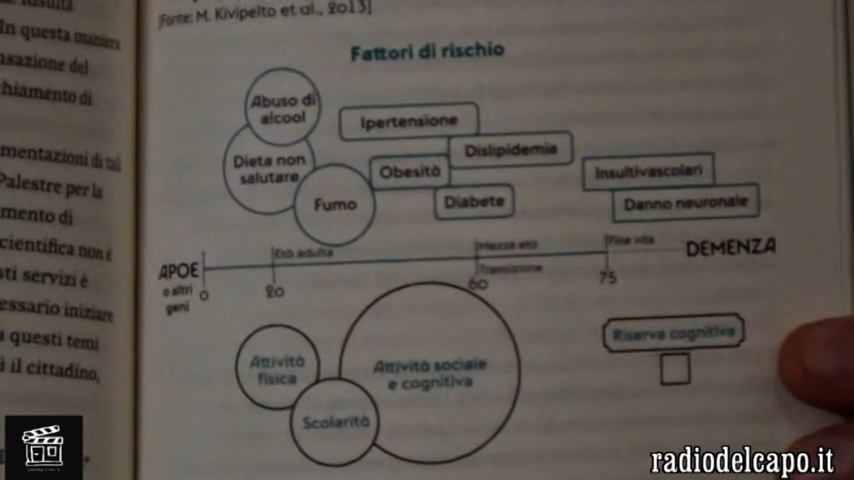 [Fonte: M. Kivipelto et al., 2013]
In questa maniera
nsazione del
chiamento di
mentazioni di tali
Palestre per la
mento di
scientifica non è
sti servizi è
essario iniziare
a questi temi
ì il cittadino,
Fattori di rischio
Abuso di
alcool
Ipertensione
Dislipidemia
Dieta non
salutare
Obesità
Insultivascolari
Fumo
Diabete
Danno neuronale
Età adulta
Mezza età
Fine vita
DEMENZA
APOE
o altri
geni
0
20
Transizione
60
75
Attività
fisica
Attività sociale
e cognitiva
Riserva cognitiva
Scolarità
radiodelcapo.it